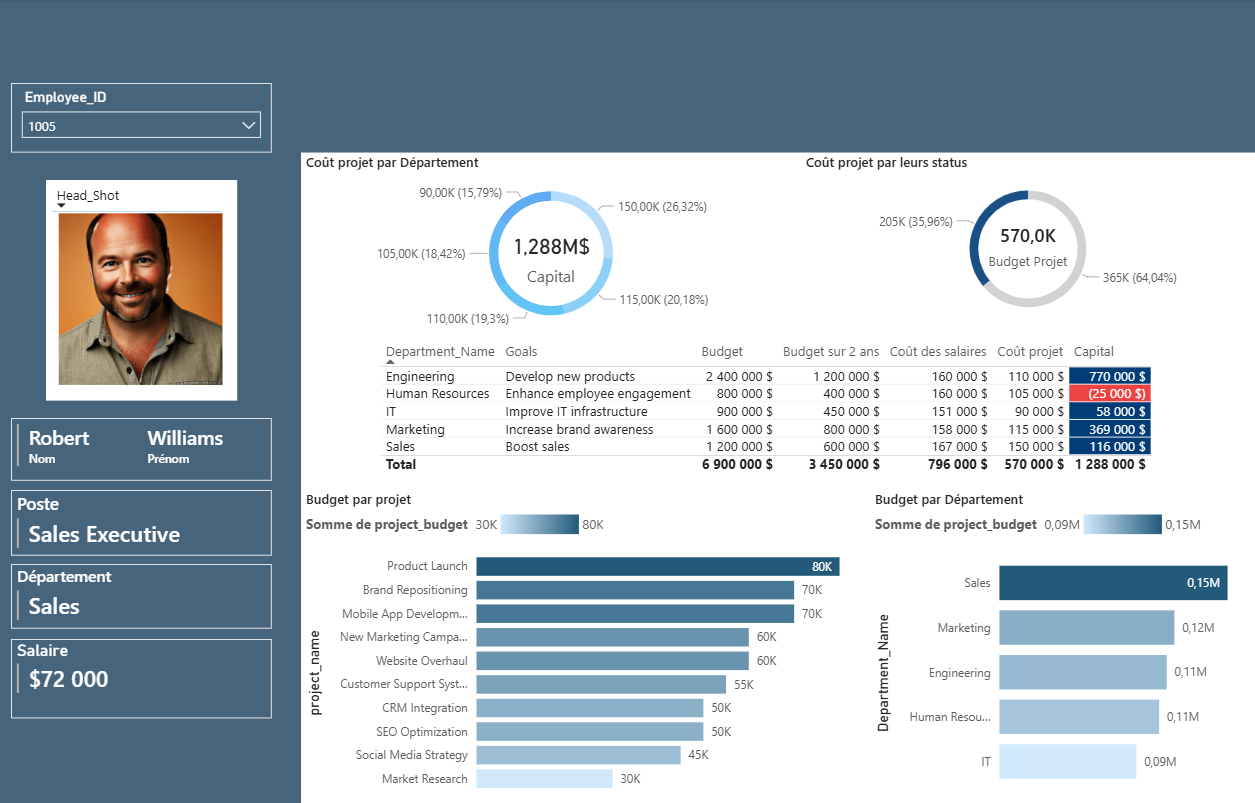 Employee_ID
1005
Head_Shot
Robert Williams
Nom Prénom
Poste
Sales Executive
Département
Sales
Salaire
$72 000
Coût projet par Département
90,00K (15,79%)
150,00K (26,32%)
105,00K (18,42%)
115,00K (20,18%)
110,00K (19,3%)
1,288M$
Capital
Coût projet par leurs status
205K (35,96%)
365K (64,04%)
570,0K
Budget Projet
Department_Name Goals Budget Budget sur 2 ans Coût des salaires Coût projet Capital
Engineering Develop new products 2 400 000 $ 1 200 000 $ 160 000 $ 110 000 $ 770 000 $
Human Resources Enhance employee engagement 800 000 $ 400 000 $ 160 000 $ 105 000 $ (25 000 $)
IT Improve IT infrastructure 900 000 $ 450 000 $ 151 000 $ 90 000 $ 58 000 $
Marketing Increase brand awareness 1 600 000 $ 800 000 $ 158 000 $ 115 000 $ 369 000 $
Sales Boost sales 1 200 000 $ 600 000 $ 167 000 $ 150 000 $ 116 000 $
Total 6 900 000 $ 3 450 000 $ 796 000 $ 570 000 $ 1 288 000 $
Budget par projet
Somme de project_budget 30K 80K
project_name
Product Launch 80K
Brand Repositioning 70K
Mobile App Developm... 70K
New Marketing Campa... 60K
Website Overhaul 60K
Customer Support Syst... 55K
CRM Integration 50K
SEO Optimization 50K
Social Media Strategy 45K
Market Research 30K
Budget par Département
Somme de project_budget 0,09M 0,15M
Department_Name
Sales 0,15M
Marketing 0,12M
Engineering 0,11M
Human Resou... 0,11M
IT 0,09M